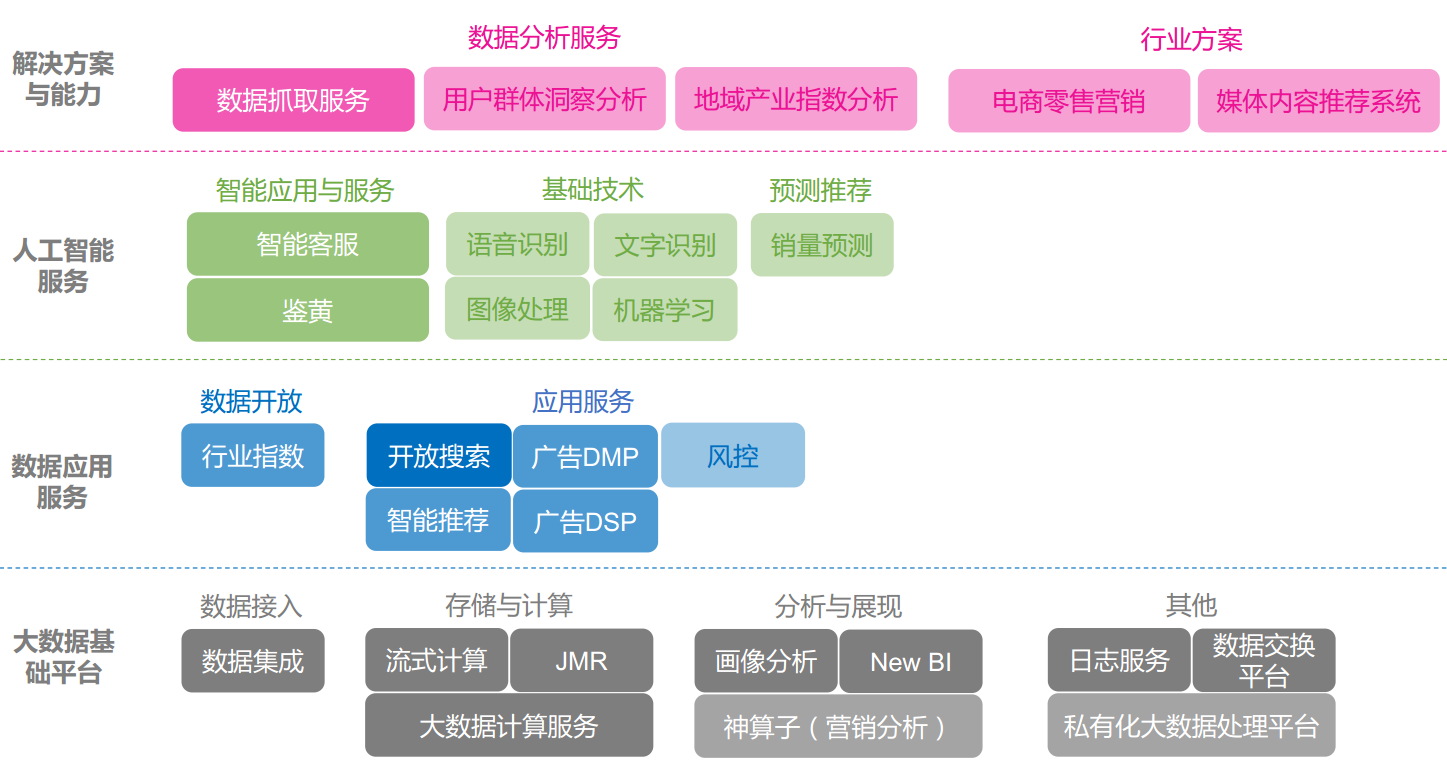 解决方案
与能力
数据分析服务
行业方案
数据抓取服务
用户群体洞察分析
地域产业指数分析
电商零售营销
媒体内容推荐系统
人工智能
服务
智能应用与服务
基础技术
预测推荐
智能客服
语音识别
文字识别
销量预测
鉴黄
图像处理
机器学习
数据应用
服务
数据开放
应用服务
行业指数
开放搜索
广告DMP
风控
智能推荐
广告DSP
大数据基
础平台
数据接入
存储与计算
分析与展现
其他
数据集成
流式计算
JMR
画像分析
New BI
日志服务
数据交换
平台
大数据计算服务
神算子（营销分析）
私有化大数据处理平台